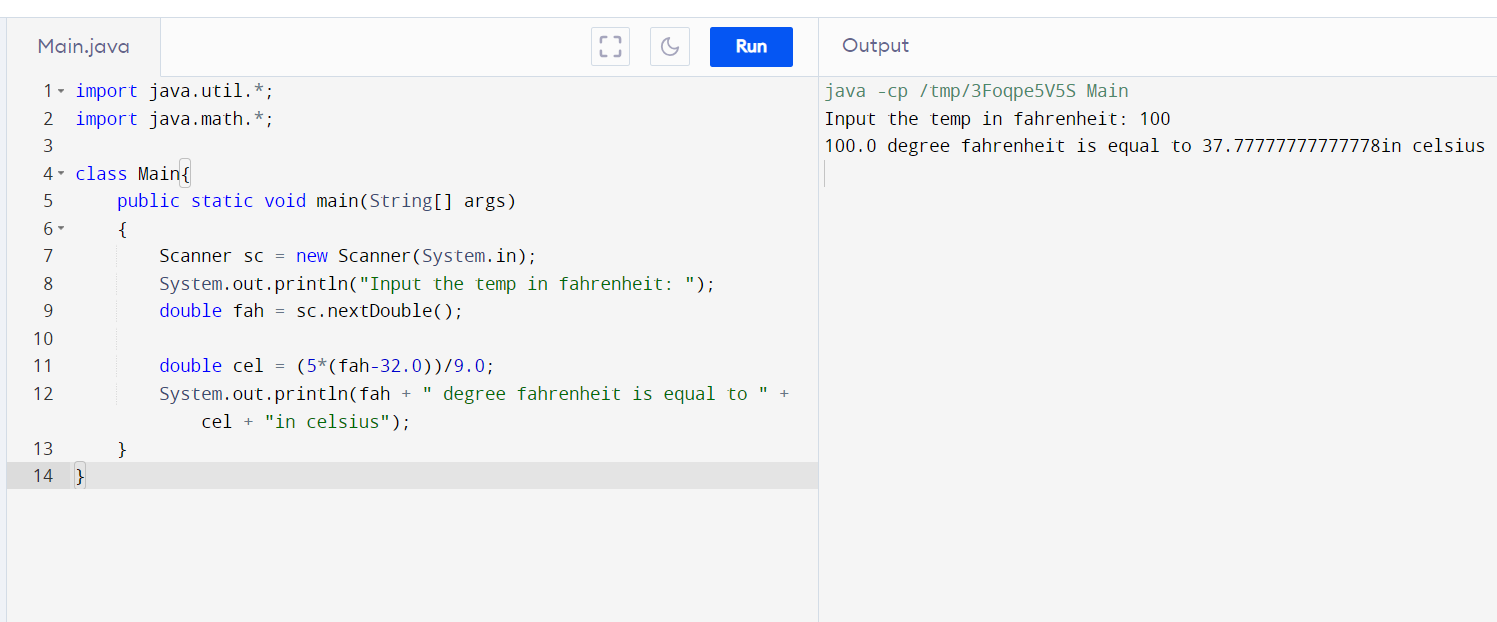 Main.java
Run
Output
1 import java.util.*;
2 import java.math.*;
3
4 class Main{
5 public static void main(String[] args)
6 {
7 Scanner sc = new Scanner(System.in);
8 System.out.println("Input the temp in fahrenheit: ");
9 double fah = sc.nextDouble();
10
11 double cel = (5*(fah-32.0))/9.0;
12 System.out.println(fah + " degree fahrenheit is equal to " +
cel + "in celsius");
13 }
14 }
java -cp /tmp/3Foqpe5V5S Main
Input the temp in fahrenheit: 100
100.0 degree fahrenheit is equal to 37.77777777777778in celsius